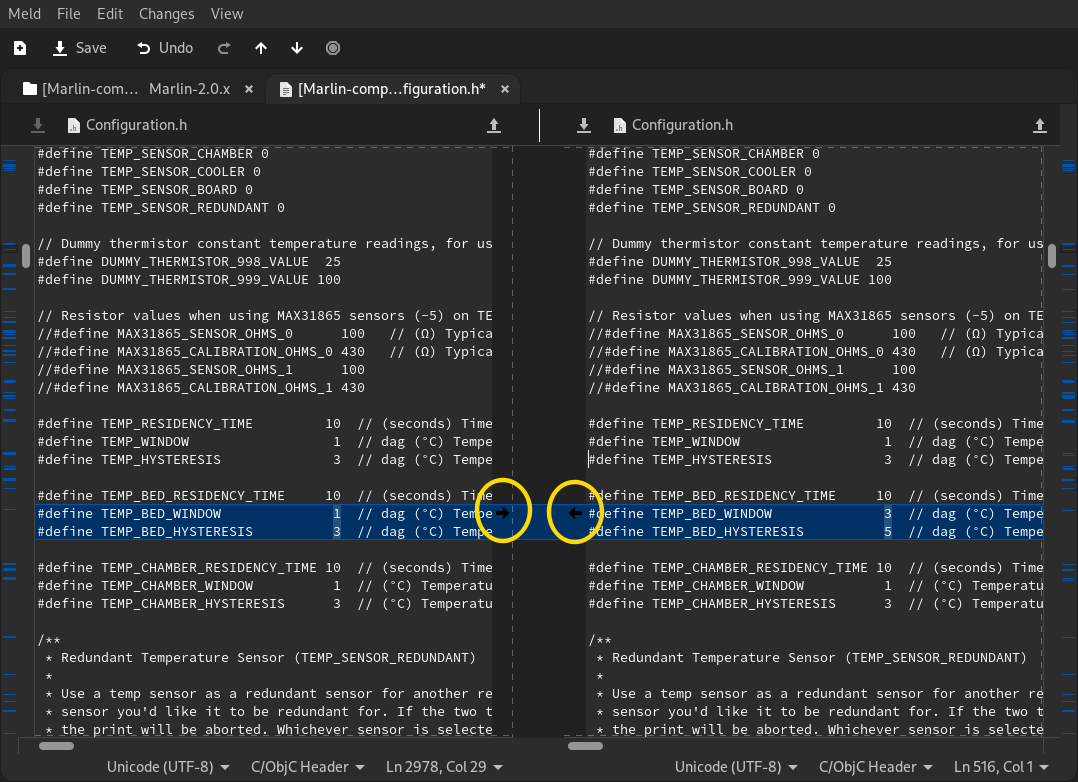 Meld File Edit Changes View
Save Undo
[Marlin-com... Marlin-2.0.x × [Marlin-comp...figuration.h* ×
Configuration.h
#define TEMP_SENSOR_CHAMBER 0
#define TEMP_SENSOR_COOLER 0
#define TEMP_SENSOR_BOARD 0
#define TEMP_SENSOR_REDUNDANT 0
// Dummy thermistor constant temperature readings, for us
#define DUMMY_THERMISTOR_998_VALUE  25
#define DUMMY_THERMISTOR_999_VALUE 100
// Resistor values when using MAX31865 sensors (-5) on TE
//#define MAX31865_SENSOR_OHMS_0      100   // (Ω) Typica
//#define MAX31865_CALIBRATION_OHMS_0 430   // (Ω) Typica
//#define MAX31865_SENSOR_OHMS_1      100
//#define MAX31865_CALIBRATION_OHMS_1 430
#define TEMP_RESIDENCY_TIME         10  // (seconds) Time
#define TEMP_WINDOW                  1  // dag (°C) Tempe
#define TEMP_HYSTERESIS              3  // dag (°C) Tempe
#define TEMP_BED_RESIDENCY_TIME     10  // (seconds) Time
#define TEMP_BED_WINDOW              1  // dag (°C) Tempe
#define TEMP_BED_HYSTERESIS          3  // dag (°C) Tempe
#define TEMP_CHAMBER_RESIDENCY_TIME 10  // (seconds) Time
#define TEMP_CHAMBER_WINDOW          1  // (°C) Temperatu
#define TEMP_CHAMBER_HYSTERESIS      3  // (°C) Temperatu
/**
 * Redundant Temperature Sensor (TEMP_SENSOR_REDUNDANT)
 *
 * Use a temp sensor as a redundant sensor for another re
 * sensor you'd like it to be redundant for. If the two t
 * the print will be aborted. Whichever sensor is selecte
Unicode (UTF-8) C/ObjC Header Ln 2978, Col 29
Configuration.h
#define TEMP_SENSOR_CHAMBER 0
#define TEMP_SENSOR_COOLER 0
#define TEMP_SENSOR_BOARD 0
#define TEMP_SENSOR_REDUNDANT 0
// Dummy thermistor constant temperature readings, for us
#define DUMMY_THERMISTOR_998_VALUE  25
#define DUMMY_THERMISTOR_999_VALUE 100
// Resistor values when using MAX31865 sensors (-5) on TE
//#define MAX31865_SENSOR_OHMS_0      100   // (Ω) Typica
//#define MAX31865_CALIBRATION_OHMS_0 430   // (Ω) Typica
//#define MAX31865_SENSOR_OHMS_1      100
//#define MAX31865_CALIBRATION_OHMS_1 430
#define TEMP_RESIDENCY_TIME         10  // (seconds) Time
#define TEMP_WINDOW                  1  // dag (°C) Tempe
#define TEMP_HYSTERESIS              3  // dag (°C) Tempe
#define TEMP_BED_RESIDENCY_TIME     10  // (seconds) Time
#define TEMP_BED_WINDOW              3  // dag (°C) Tempe
#define TEMP_BED_HYSTERESIS          5  // dag (°C) Tempe
#define TEMP_CHAMBER_RESIDENCY_TIME 10  // (seconds) Time
#define TEMP_CHAMBER_WINDOW          1  // (°C) Temperatu
#define TEMP_CHAMBER_HYSTERESIS      3  // (°C) Temperatu
/**
 * Redundant Temperature Sensor (TEMP_SENSOR_REDUNDANT)
 *
 * Use a temp sensor as a redundant sensor for another re
 * sensor you'd like it to be redundant for. If the two t
 * the print will be aborted. Whichever sensor is selecte
Unicode (UTF-8) C/ObjC Header Ln 516, Col 1